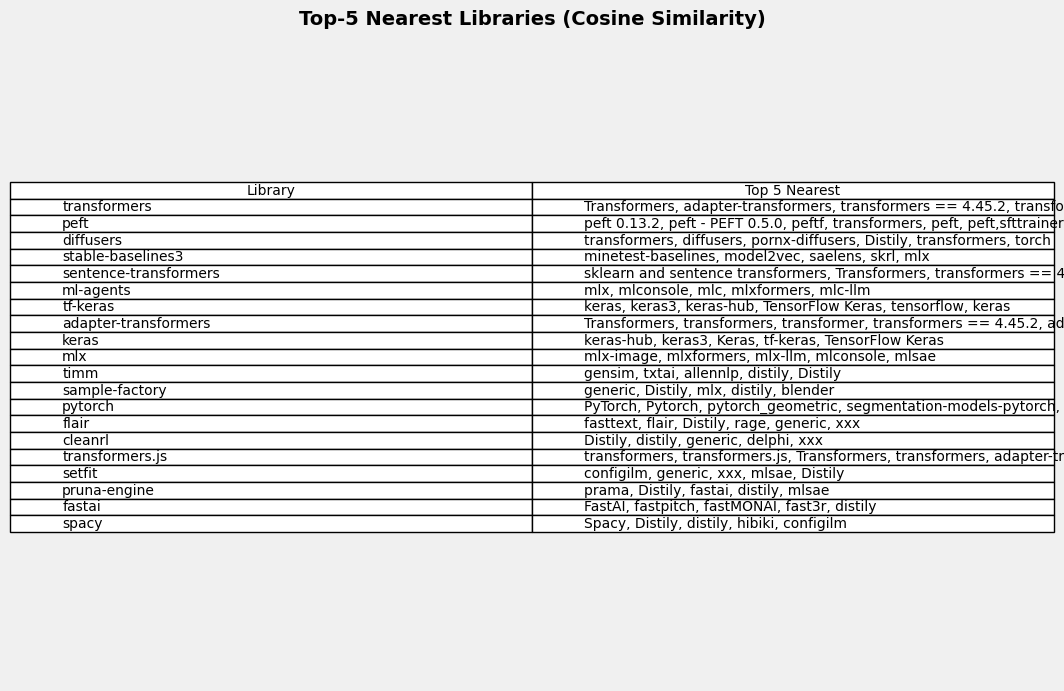 Top-5 Nearest Libraries (Cosine Similarity)
Library Top 5 Nearest
transformers Transformers, adapter-transformers, transformers == 4.45.2, transfo
peft peft 0.13.2, peft - PEFT 0.5.0, peftf, transformers, peft, peft,sfttrainer
diffusers transformers, diffusers, pornx-diffusers, Distily, transformers, torch
stable-baselines3 minetest-baselines, model2vec, saelens, skrl, mlx
sentence-transformers sklearn and sentence transformers, Transformers, transformers == 4
ml-agents mlx, mlconsole, mlc, mlxformers, mlc-llm
tf-keras keras, keras3, keras-hub, TensorFlow Keras, tensorflow, keras
adapter-transformers Transformers, transformers, transformer, transformers == 4.45.2, ad
keras keras-hub, keras3, Keras, tf-keras, TensorFlow Keras
mlx mlx-image, mlxformers, mlx-llm, mlconsole, mlsae
timm gensim, txtai, allennlp, distily, Distily
sample-factory generic, Distily, mlx, distily, blender
pytorch PyTorch, Pytorch, pytorch_geometric, segmentation-models-pytorch,
flair fasttext, flair, Distily, rage, generic, xxx
cleanrl Distily, distily, generic, delphi, xxx
transformers.js transformers, transformers.js, Transformers, transformers, adapter-tr
setfit configilm, generic, xxx, mlsae, Distily
pruna-engine prama, Distily, fastai, distily, mlsae
fastai FastAI, fastpitch, fastMONAI, fast3r, distily
spacy Spacy, Distily, distily, hibiki, configilm